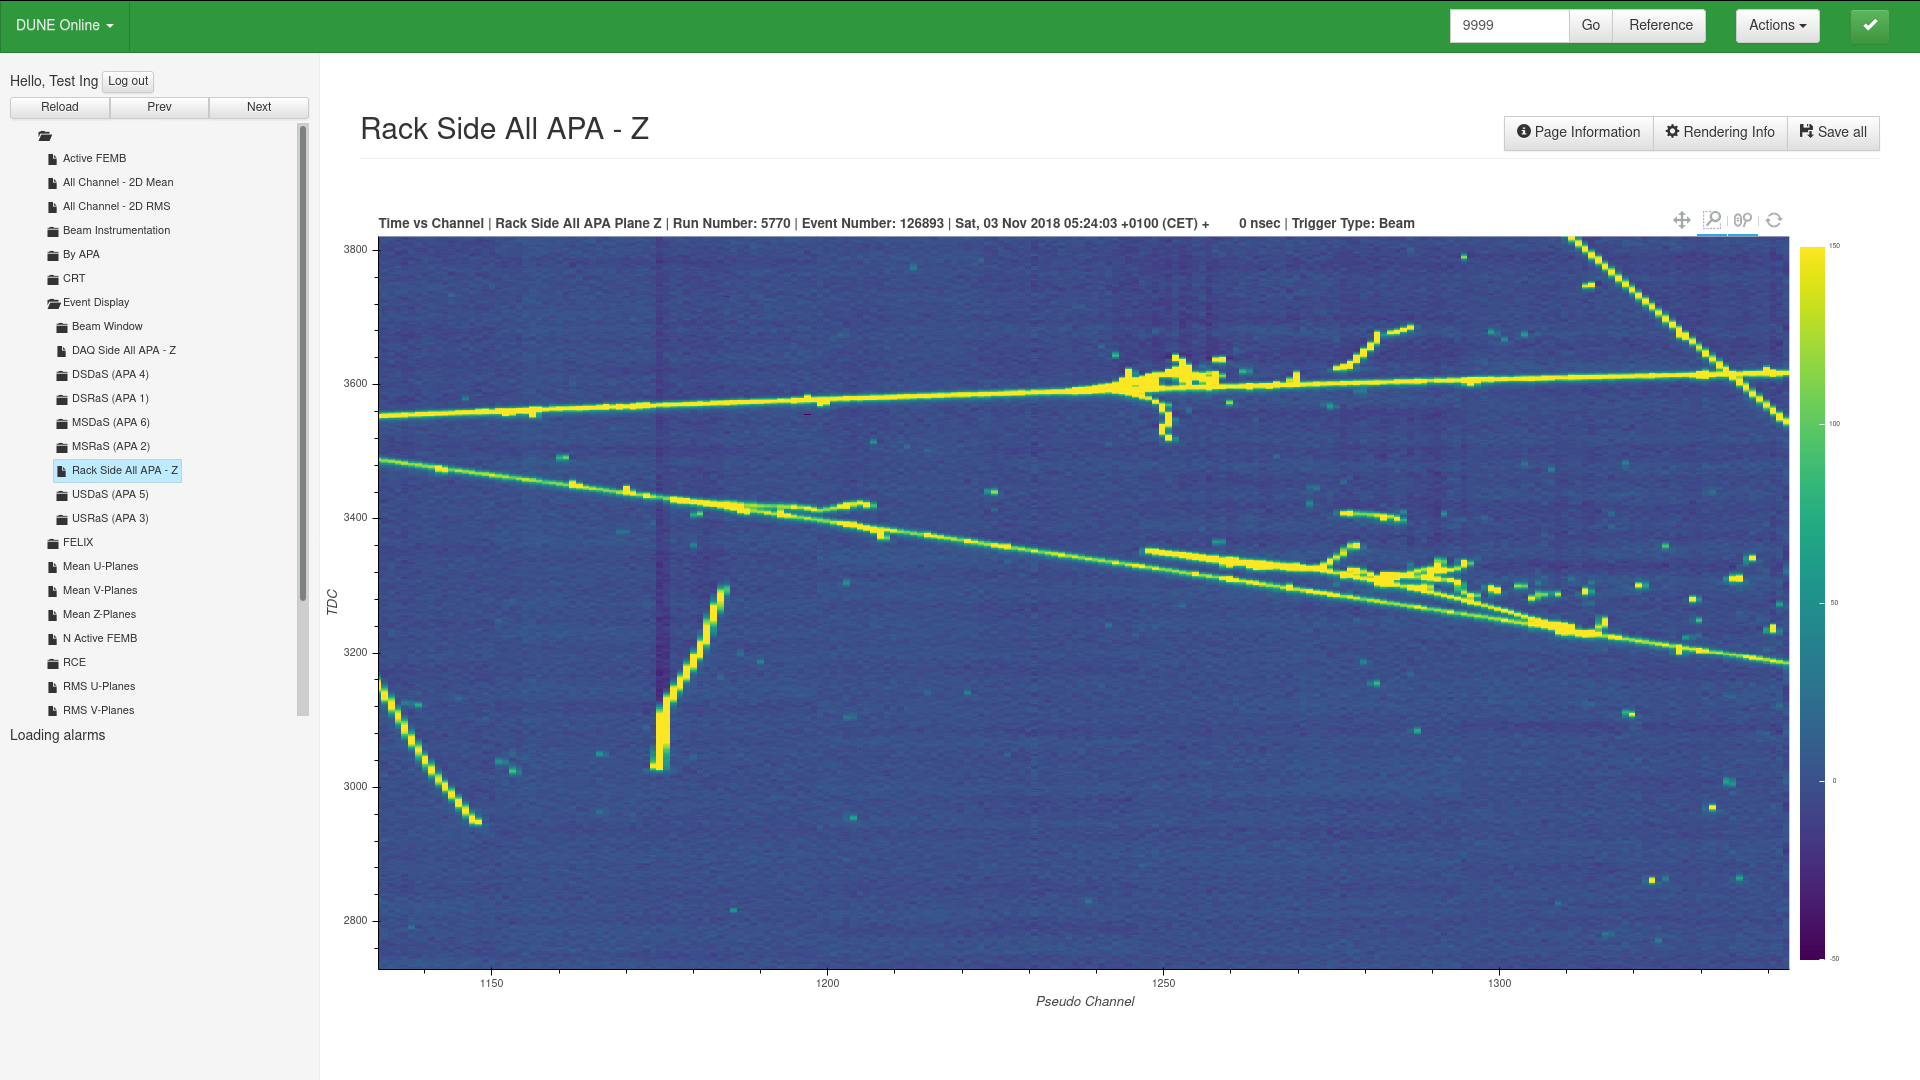 DUNE Online
9999 Go Reference Actions
Hello, Test Ing Log out
Reload Prev Next
Active FEMB
All Channel - 2D Mean
All Channel - 2D RMS
Beam Instrumentation
By APA
CRT
Event Display
Beam Window
DAQ Side All APA - Z
DSDaS (APA 4)
DSRaS (APA 1)
MSDaS (APA 6)
MSRaS (APA 2)
Rack Side All APA - Z
USDaS (APA 5)
USRaS (APA 3)
FELIX
Mean U-Planes
Mean V-Planes
Mean Z-Planes
N Active FEMB
RCE
RMS U-Planes
RMS V-Planes
Loading alarms
Rack Side All APA - Z
Page Information Rendering Info Save all
Time vs Channel | Rack Side All APA Plane Z | Run Number: 5770 | Event Number: 126893 | Sat, 03 Nov 2018 05:24:03 +0100 (CET) + 0 nsec | Trigger Type: Beam
3800
3600
3400
3200
3000
2800
TDC
1150 1200 1250 1300
Pseudo Channel
150
100
50
0
-50